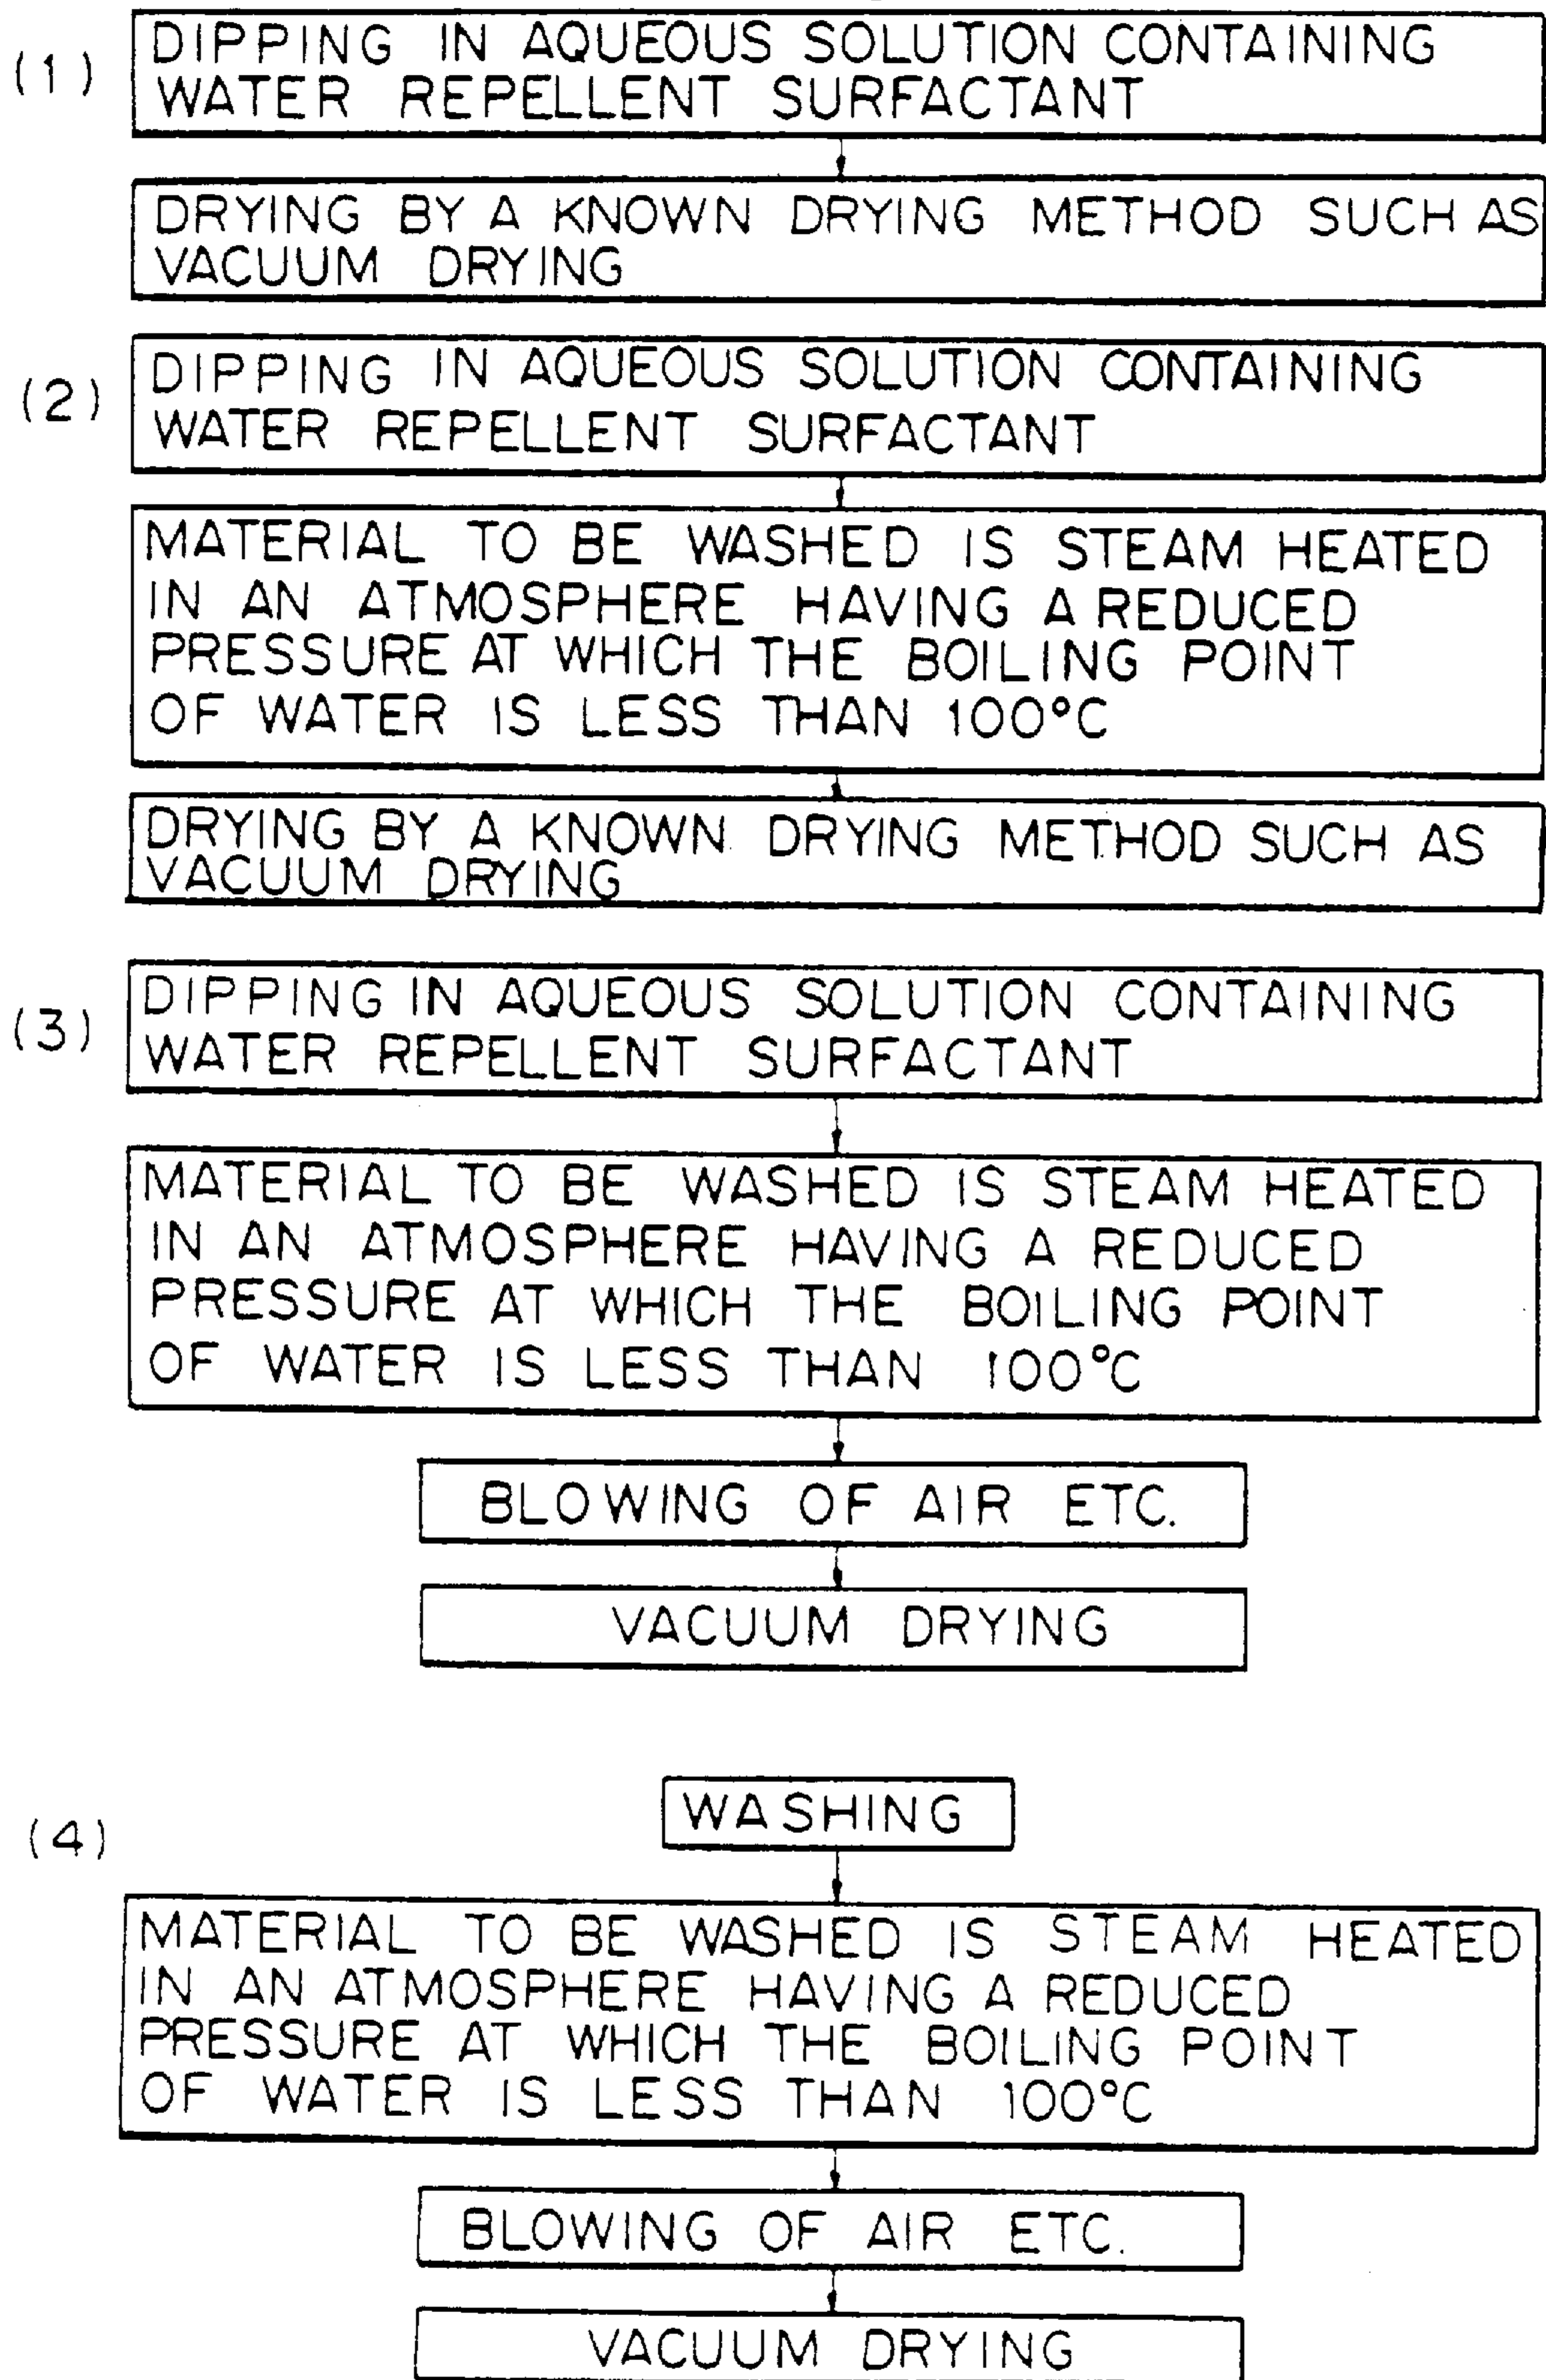 (1)
DIPPING IN AQUEOUS SOLUTION CONTAINING
WATER REPELLENT SURFACTANT
DRYING BY A KNOWN DRYING METHOD SUCH AS
VACUUM DRYING
(2)
DIPPING IN AQUEOUS SOLUTION CONTAINING
WATER REPELLENT SURFACTANT
MATERIAL TO BE WASHED IS STEAM HEATED
IN AN ATMOSPHERE HAVING A REDUCED
PRESSURE AT WHICH THE BOILING POINT
OF WATER IS LESS THAN 100°C
DRYING BY A KNOWN DRYING METHOD SUCH AS
VACUUM DRYING
(3)
DIPPING IN AQUEOUS SOLUTION CONTAINING
WATER REPELLENT SURFACTANT
MATERIAL TO BE WASHED IS STEAM HEATED
IN AN ATMOSPHERE HAVING A REDUCED
PRESSURE AT WHICH THE BOILING POINT
OF WATER IS LESS THAN 100°C
BLOWING OF AIR ETC.
VACUUM DRYING
(4)
WASHING
MATERIAL TO BE WASHED IS STEAM HEATED
IN AN ATMOSPHERE HAVING A REDUCED
PRESSURE AT WHICH THE BOILING POINT
OF WATER IS LESS THAN 100°C
BLOWING OF AIR ETC.
VACUUM DRYING